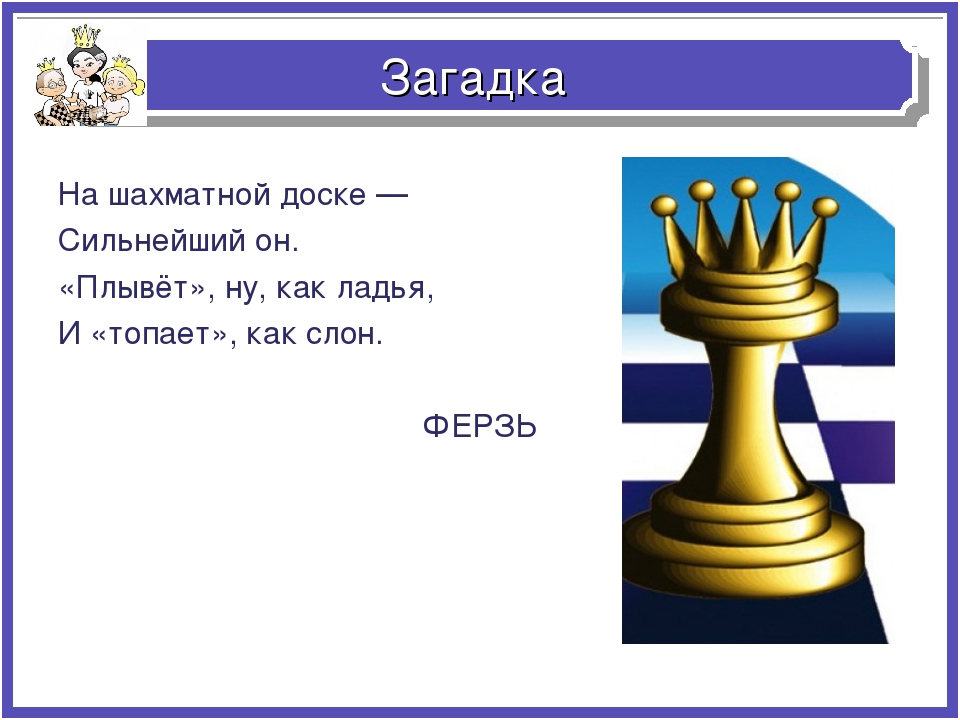 Загадка
На шахматной доске —
Сильнейший он.
«Плывёт», ну, как ладья,
И «топает», как слон.
ФЕРЗЬ